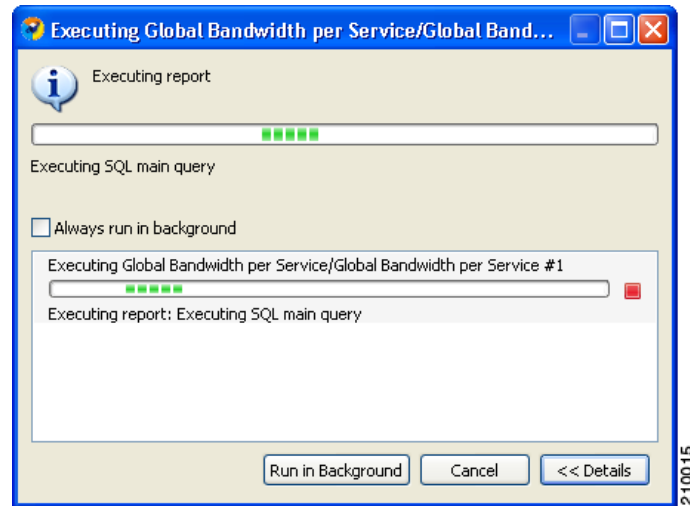 Executing Global Bandwidth per Service/Global Band...
Executing report
Executing SQL main query
Always run in background
Executing Global Bandwidth per Service/Global Bandwidth per Service #1
Executing report: Executing SQL main query
Run in Background
Cancel
<< Details
210015